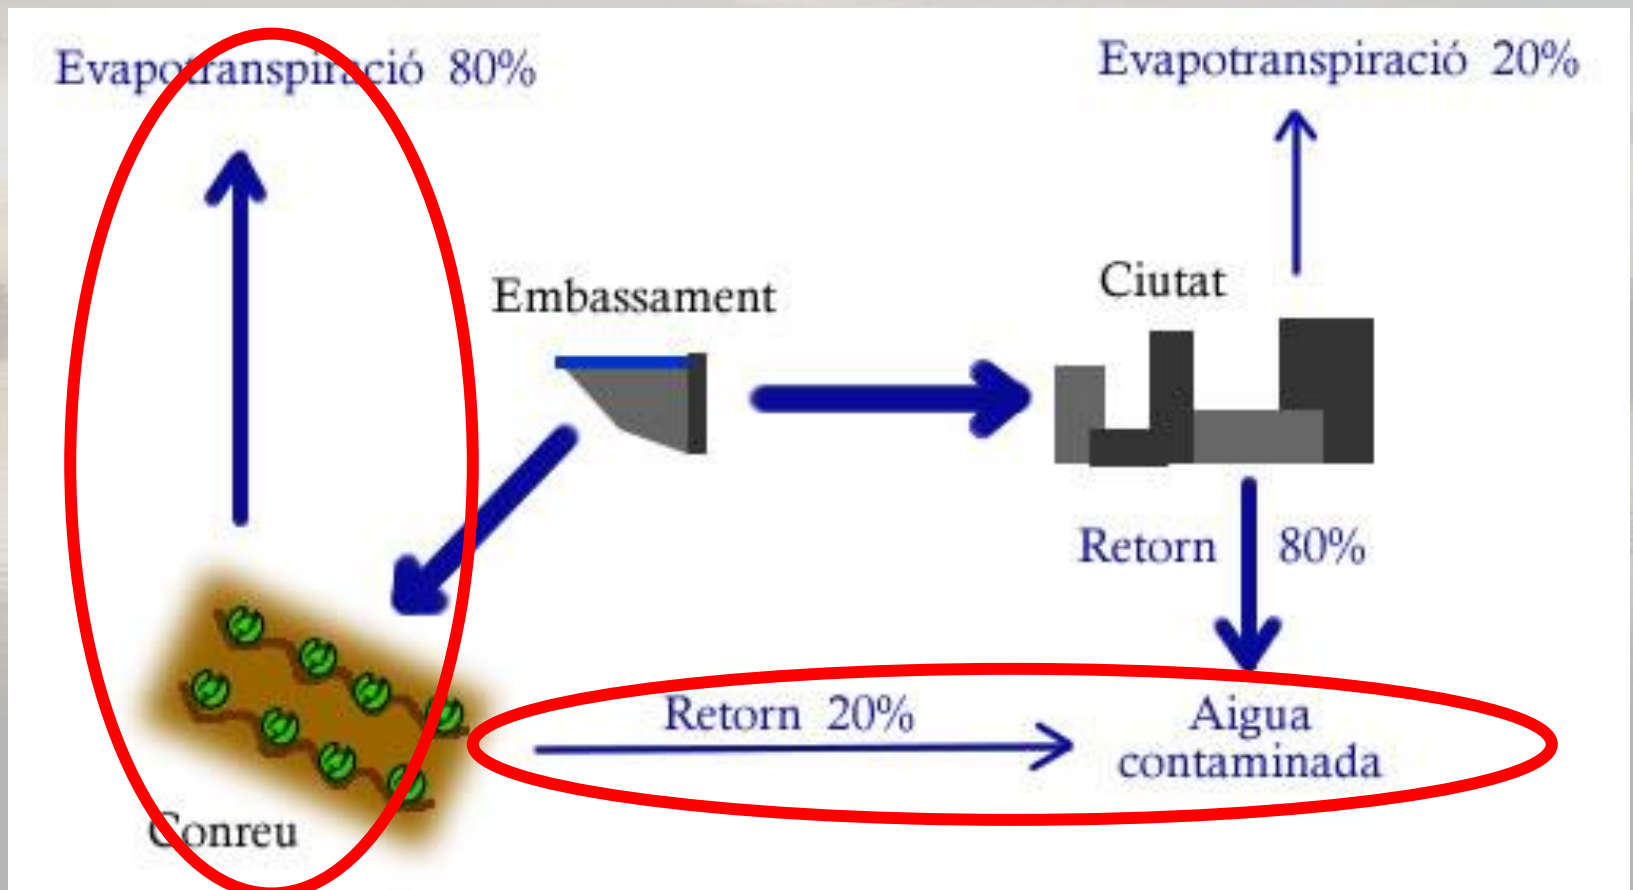 Evapotranspiració 80%
Evapotranspiració 20%
Embassament
Ciutat
Retorn 80%
Retorn 20%
Aigua
contaminada
Conreu